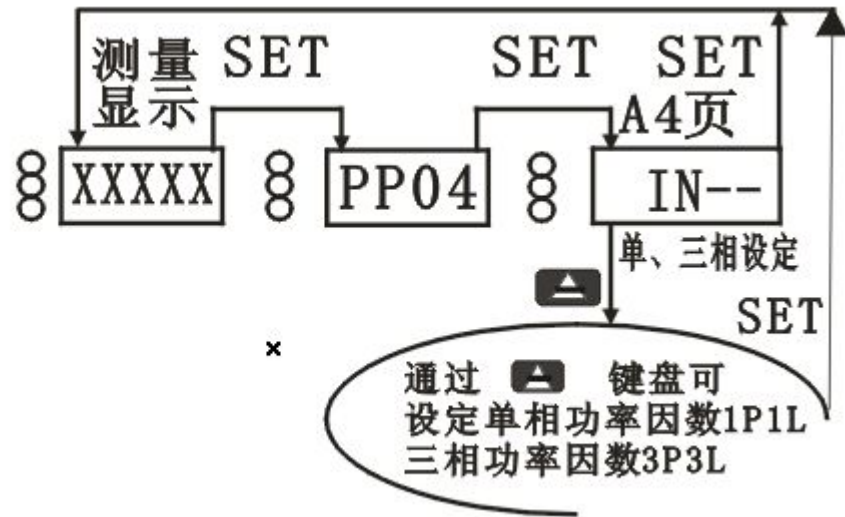 测量 SET SET SET
显示
A4页
XXXXX PP04 IN--
单、三相设定
SET
通过 键盘可
设定单相功率因数1P1L
三相功率因数3P3L